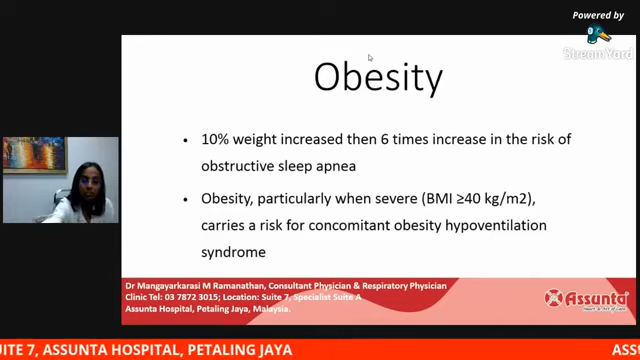 Powered by
StreamYard
Obesity
• 10% weight increased then 6 times increase in the risk of
obstructive sleep apnea
• Obesity, particularly when severe (BMI ≥40 kg/m2),
carries a risk for concomitant obesity hypoventilation
syndrome
Dr Mangayarkarasi M Ramanathan, Consultant Physician & Respiratory Physician
Clinic Tel: 03 7872 3015; Location: Suite 7, Specialist Suite A
Assunta Hospital, Petaling Jaya, Malaysia.
Assunta
UITE 7, ASSUNTA HOSPITAL, PETALING JAYA
ASSU